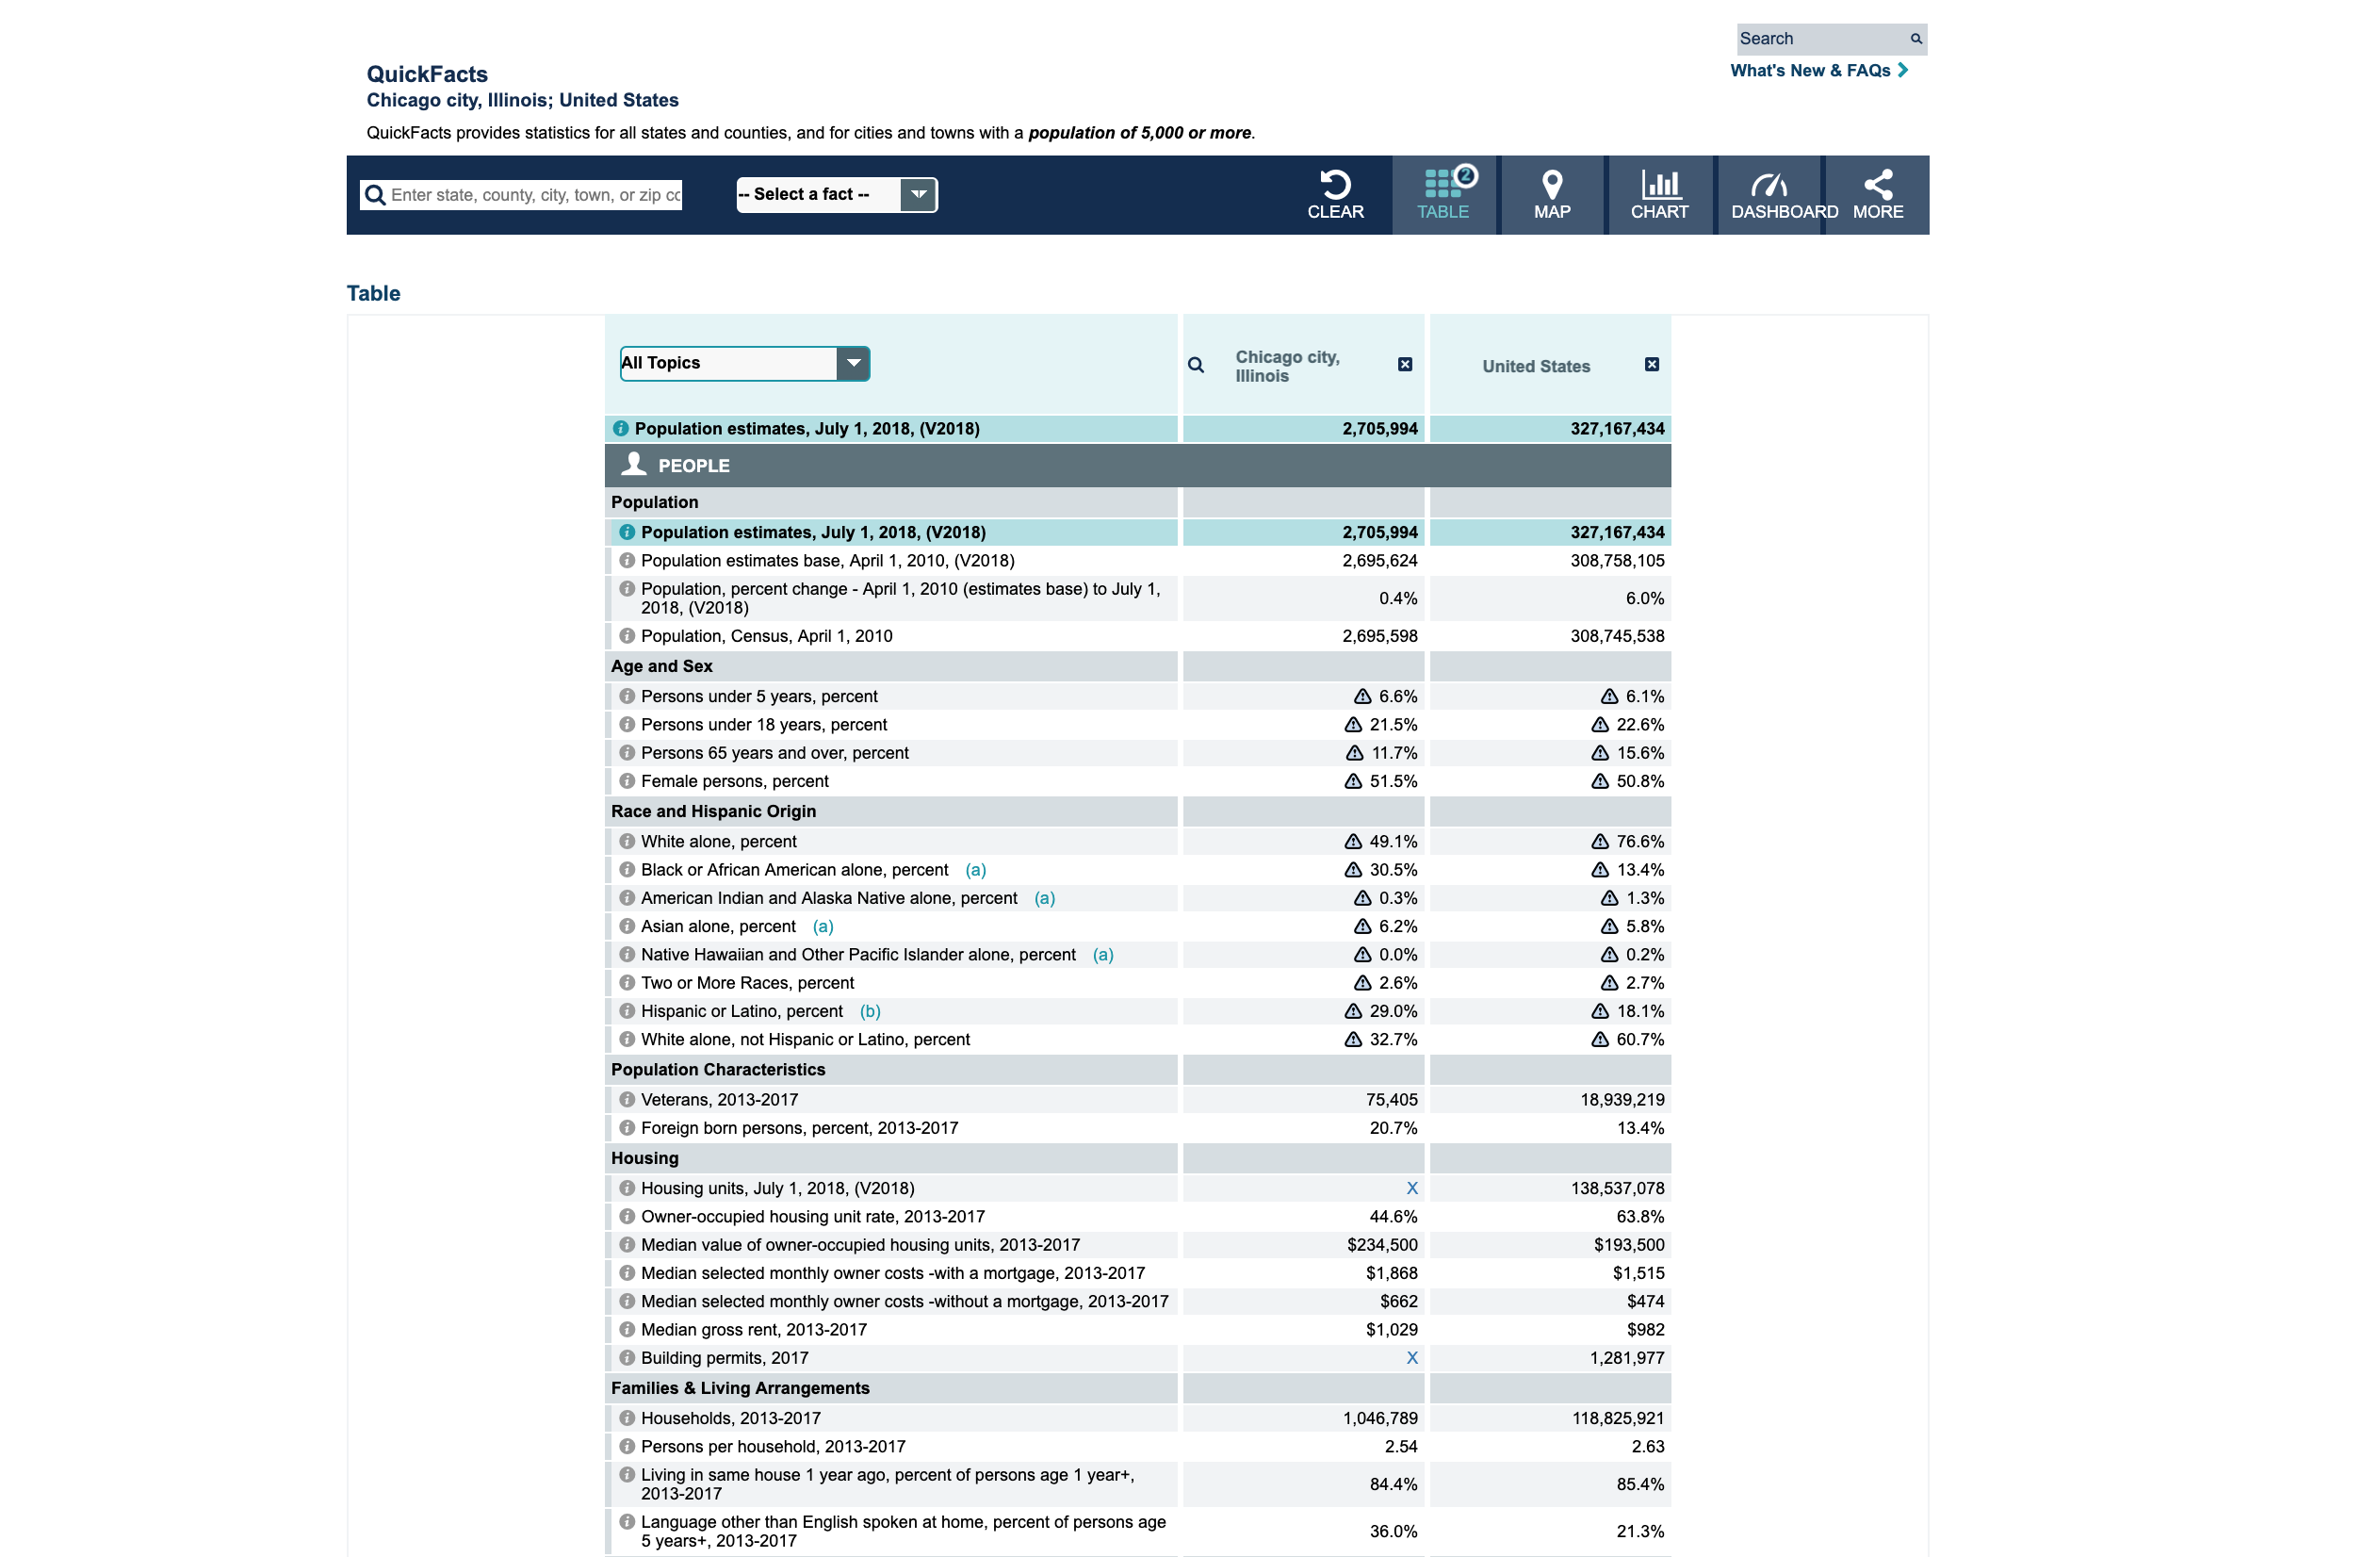 Search
What's New & FAQs
QuickFacts
Chicago city, Illinois; United States
QuickFacts provides statistics for all states and counties, and for cities and towns with a population of 5,000 or more.
Enter state, county, city, town, or zip cc
-- Select a fact --
CLEAR
2
TABLE
MAP
CHART
DASHBOARD
MORE
Table
All Topics
Chicago city,
Illinois
United States
Population estimates, July 1, 2018, (V2018) 2,705,994 327,167,434
PEOPLE
Population
Population estimates, July 1, 2018, (V2018) 2,705,994 327,167,434
Population estimates base, April 1, 2010, (V2018) 2,695,624 308,758,105
Population, percent change - April 1, 2010 (estimates base) to July 1,
2018, (V2018) 0.4% 6.0%
Population, Census, April 1, 2010 2,695,598 308,745,538
Age and Sex
Persons under 5 years, percent 6.6% 6.1%
Persons under 18 years, percent 21.5% 22.6%
Persons 65 years and over, percent 11.7% 15.6%
Female persons, percent 51.5% 50.8%
Race and Hispanic Origin
White alone, percent 49.1% 76.6%
Black or African American alone, percent (a) 30.5% 13.4%
American Indian and Alaska Native alone, percent (a) 0.3% 1.3%
Asian alone, percent (a) 6.2% 5.8%
Native Hawaiian and Other Pacific Islander alone, percent (a) 0.0% 0.2%
Two or More Races, percent 2.6% 2.7%
Hispanic or Latino, percent (b) 29.0% 18.1%
White alone, not Hispanic or Latino, percent 32.7% 60.7%
Population Characteristics
Veterans, 2013-2017 75,405 18,939,219
Foreign born persons, percent, 2013-2017 20.7% 13.4%
Housing
Housing units, July 1, 2018, (V2018) X 138,537,078
Owner-occupied housing unit rate, 2013-2017 44.6% 63.8%
Median value of owner-occupied housing units, 2013-2017 $234,500 $193,500
Median selected monthly owner costs -with a mortgage, 2013-2017 $1,868 $1,515
Median selected monthly owner costs -without a mortgage, 2013-2017 $662 $474
Median gross rent, 2013-2017 $1,029 $982
Building permits, 2017 X 1,281,977
Families & Living Arrangements
Households, 2013-2017 1,046,789 118,825,921
Persons per household, 2013-2017 2.54 2.63
Living in same house 1 year ago, percent of persons age 1 year+,
2013-2017 84.4% 85.4%
Language other than English spoken at home, percent of persons age
5 years+, 2013-2017 36.0% 21.3%